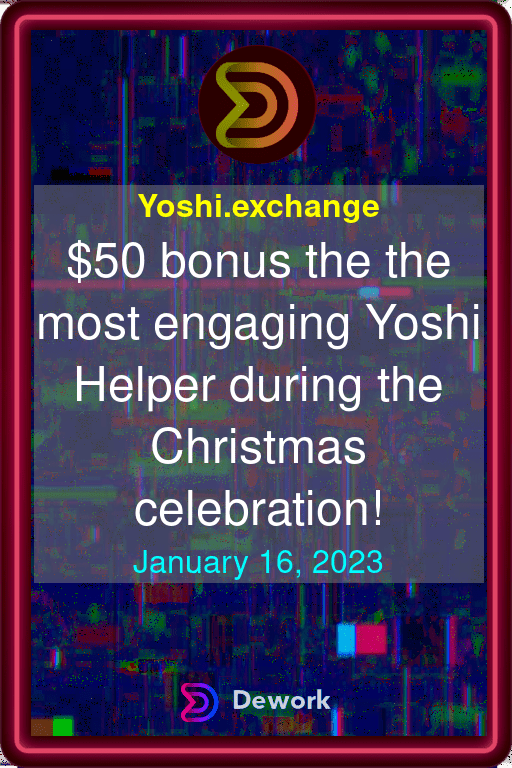 Yoshi.exchange
$50 bonus the the
most engaging Yoshi
Helper during the
Christmas
celebration!
January 16, 2023
Dework